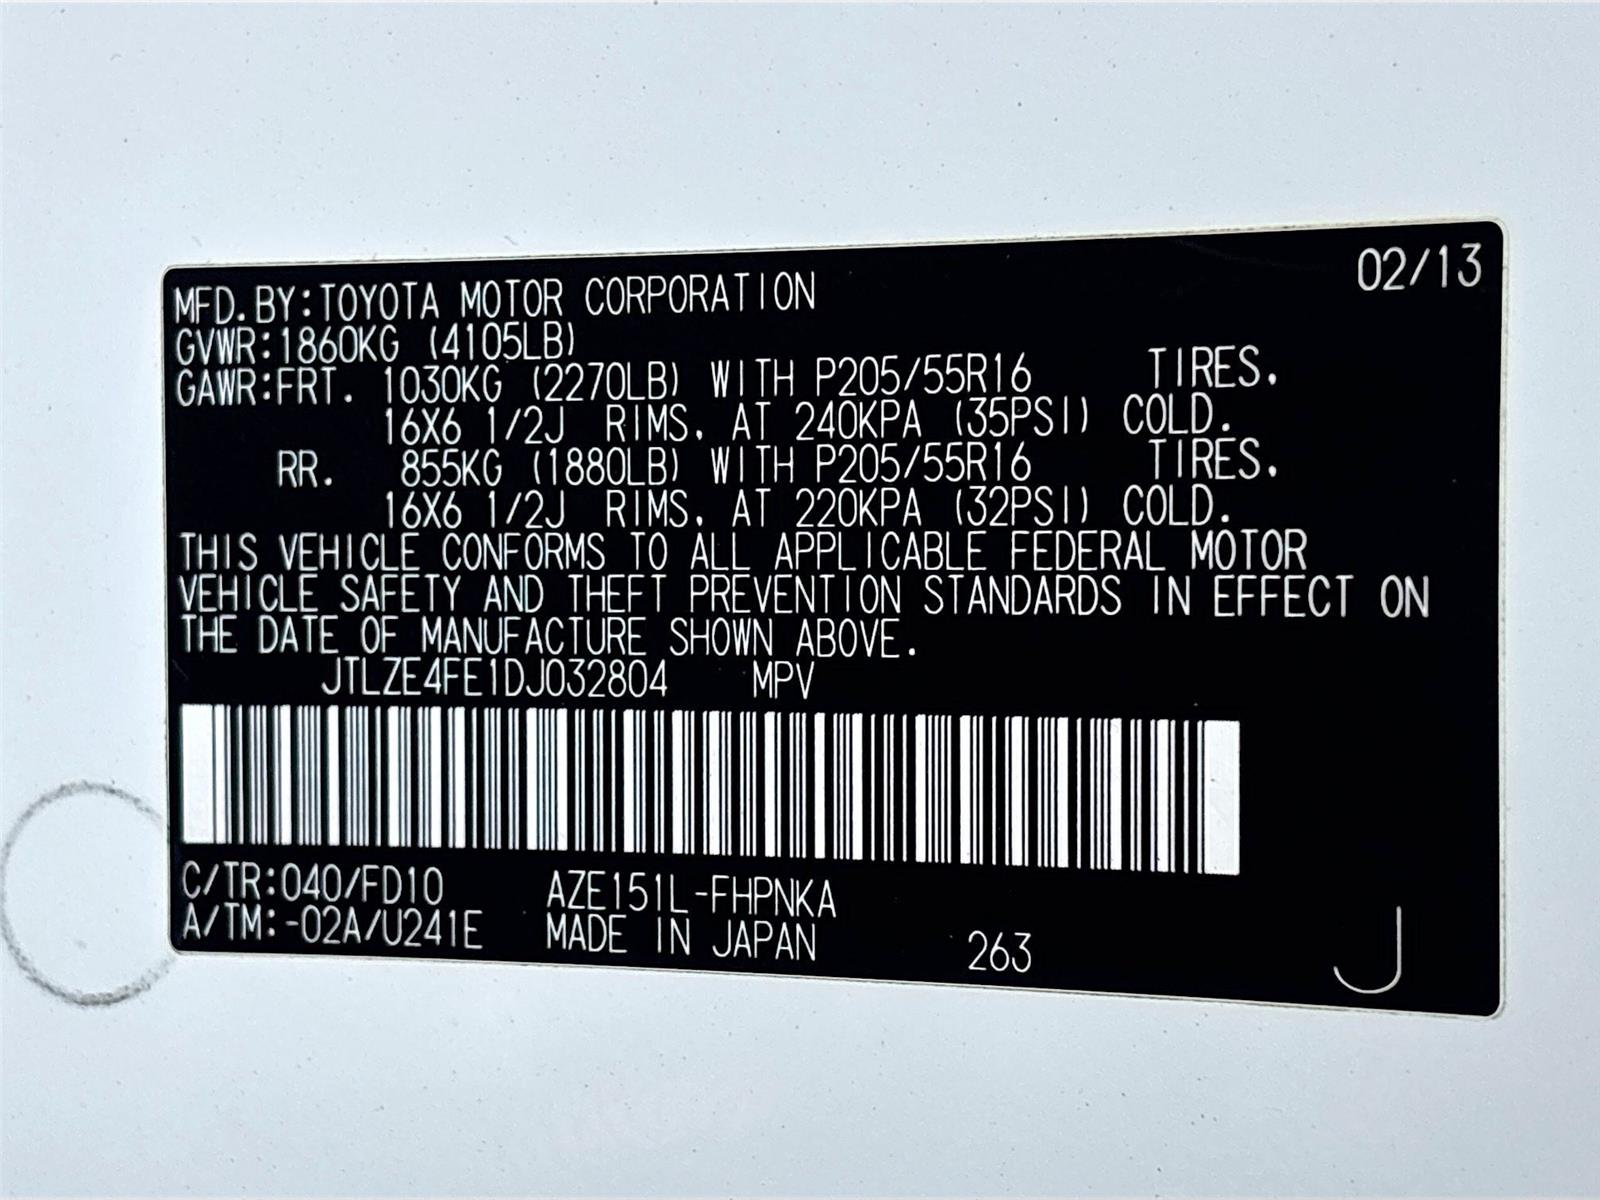 02/13
MFD.BY:TOYOTA MOTOR CORPORATION
GVWR:1860KG (4105LB)
GAWR:FRT. 1030KG (2270LB) WITH P205/55R16 TIRES.
16X6 1/2J RIMS. AT 240KPA (35PSI) COLD.
RR. 855KG (1880LB) WITH P205/55R16 TIRES.
16X6 1/2J RIMS. AT 220KPA (32PSI) COLD.
THIS VEHICLE CONFORMS TO ALL APPLICABLE FEDERAL MOTOR
VEHICLE SAFETY AND THEFT PREVENTION STANDARDS IN EFFECT ON
THE DATE OF MANUFACTURE SHOWN ABOVE.
JTLZE4FE1DJ032804 MPV
C/TR:040/FD10 AZE151L-FHPNKA
A/TM:-02A/U241E MADE IN JAPAN 263 J